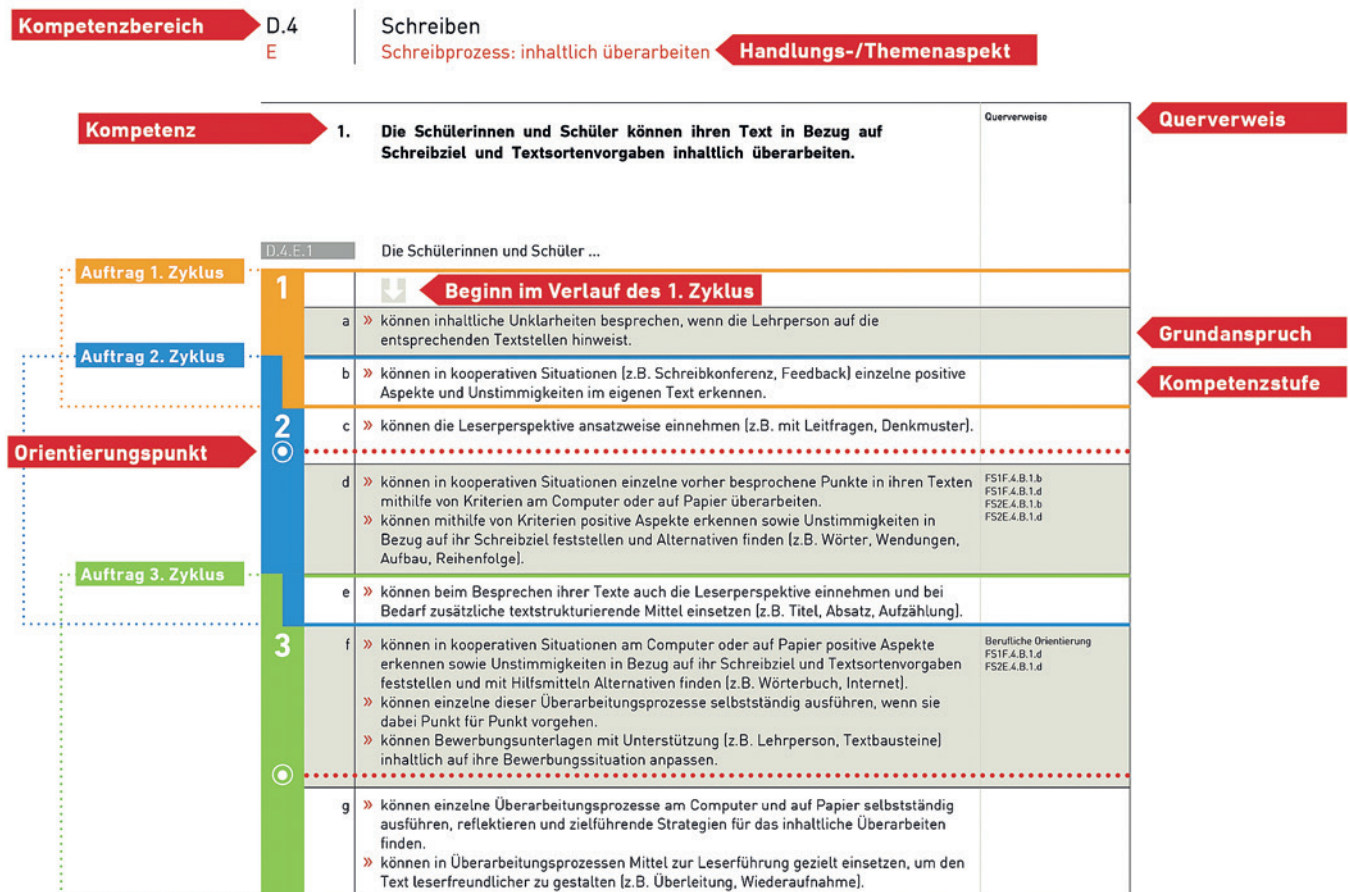 Kompetenzbereich
D.4
Schreiben
E
Schreibprozess: inhaltlich überarbeiten
Handlungs-/Themenaspekt
Kompetenz
1.
Die Schülerinnen und Schüler können ihren Text in Bezug auf
Schreibziel und Textsortenvorgaben inhaltlich überarbeiten.
Querverweise
Querverweis
D.4.E.1
Die Schülerinnen und Schüler ...
Auftrag 1. Zyklus
1
Beginn im Verlauf des 1. Zyklus
a
» können inhaltliche Unklarheiten besprechen, wenn die Lehrperson auf die
entsprechenden Textstellen hinweist.
Grundanspruch
Auftrag 2. Zyklus
b
» können in kooperativen Situationen (z.B. Schreibkonferenz, Feedback) einzelne positive
Aspekte und Unstimmigkeiten im eigenen Text erkennen.
Kompetenzstufe
2
c
» können die Leserperspektive ansatzweise einnehmen (z.B. mit Leitfragen, Denkmuster).
Orientierungspunkt
d
» können in kooperativen Situationen einzelne vorher besprochene Punkte in ihren Texten
mithilfe von Kriterien am Computer oder auf Papier überarbeiten.
» können mithilfe von Kriterien positive Aspekte erkennen sowie Unstimmigkeiten in
Bezug auf ihr Schreibziel feststellen und Alternativen finden (z.B. Wörter, Wendungen,
Aufbau, Reihenfolge).
FS1F.4.B.1.b
FS1F.4.B.1.d
FS2E.4.B.1.b
FS2E.4.B.1.d
Auftrag 3. Zyklus
e
» können beim Besprechen ihrer Texte auch die Leserperspektive einnehmen und bei
Bedarf zusätzliche textstrukturierende Mittel einsetzen (z.B. Titel, Absatz, Aufzählung).
3
f
» können in kooperativen Situationen am Computer oder auf Papier positive Aspekte
erkennen sowie Unstimmigkeiten in Bezug auf ihr Schreibziel und Textsortenvorgaben
feststellen und mit Hilfsmitteln Alternativen finden (z.B. Wörterbuch, Internet).
» können einzelne dieser Überarbeitungsprozesse selbstständig ausführen, wenn sie
dabei Punkt für Punkt vorgehen.
» können Bewerbungsunterlagen mit Unterstützung (z.B. Lehrperson, Textbausteine)
inhaltlich auf ihre Bewerbungssituation anpassen.
Berufliche Orientierung
FS1F.4.B.1.d
FS2E.4.B.1.d
g
» können einzelne Überarbeitungsprozesse am Computer und auf Papier selbstständig
ausführen, reflektieren und zielführende Strategien für das inhaltliche Überarbeiten
finden.
» können in Überarbeitungsprozessen Mittel zur Leserführung gezielt einsetzen, um den
Text leserfreundlicher zu gestalten (z.B. Überleitung, Wiederaufnahme).